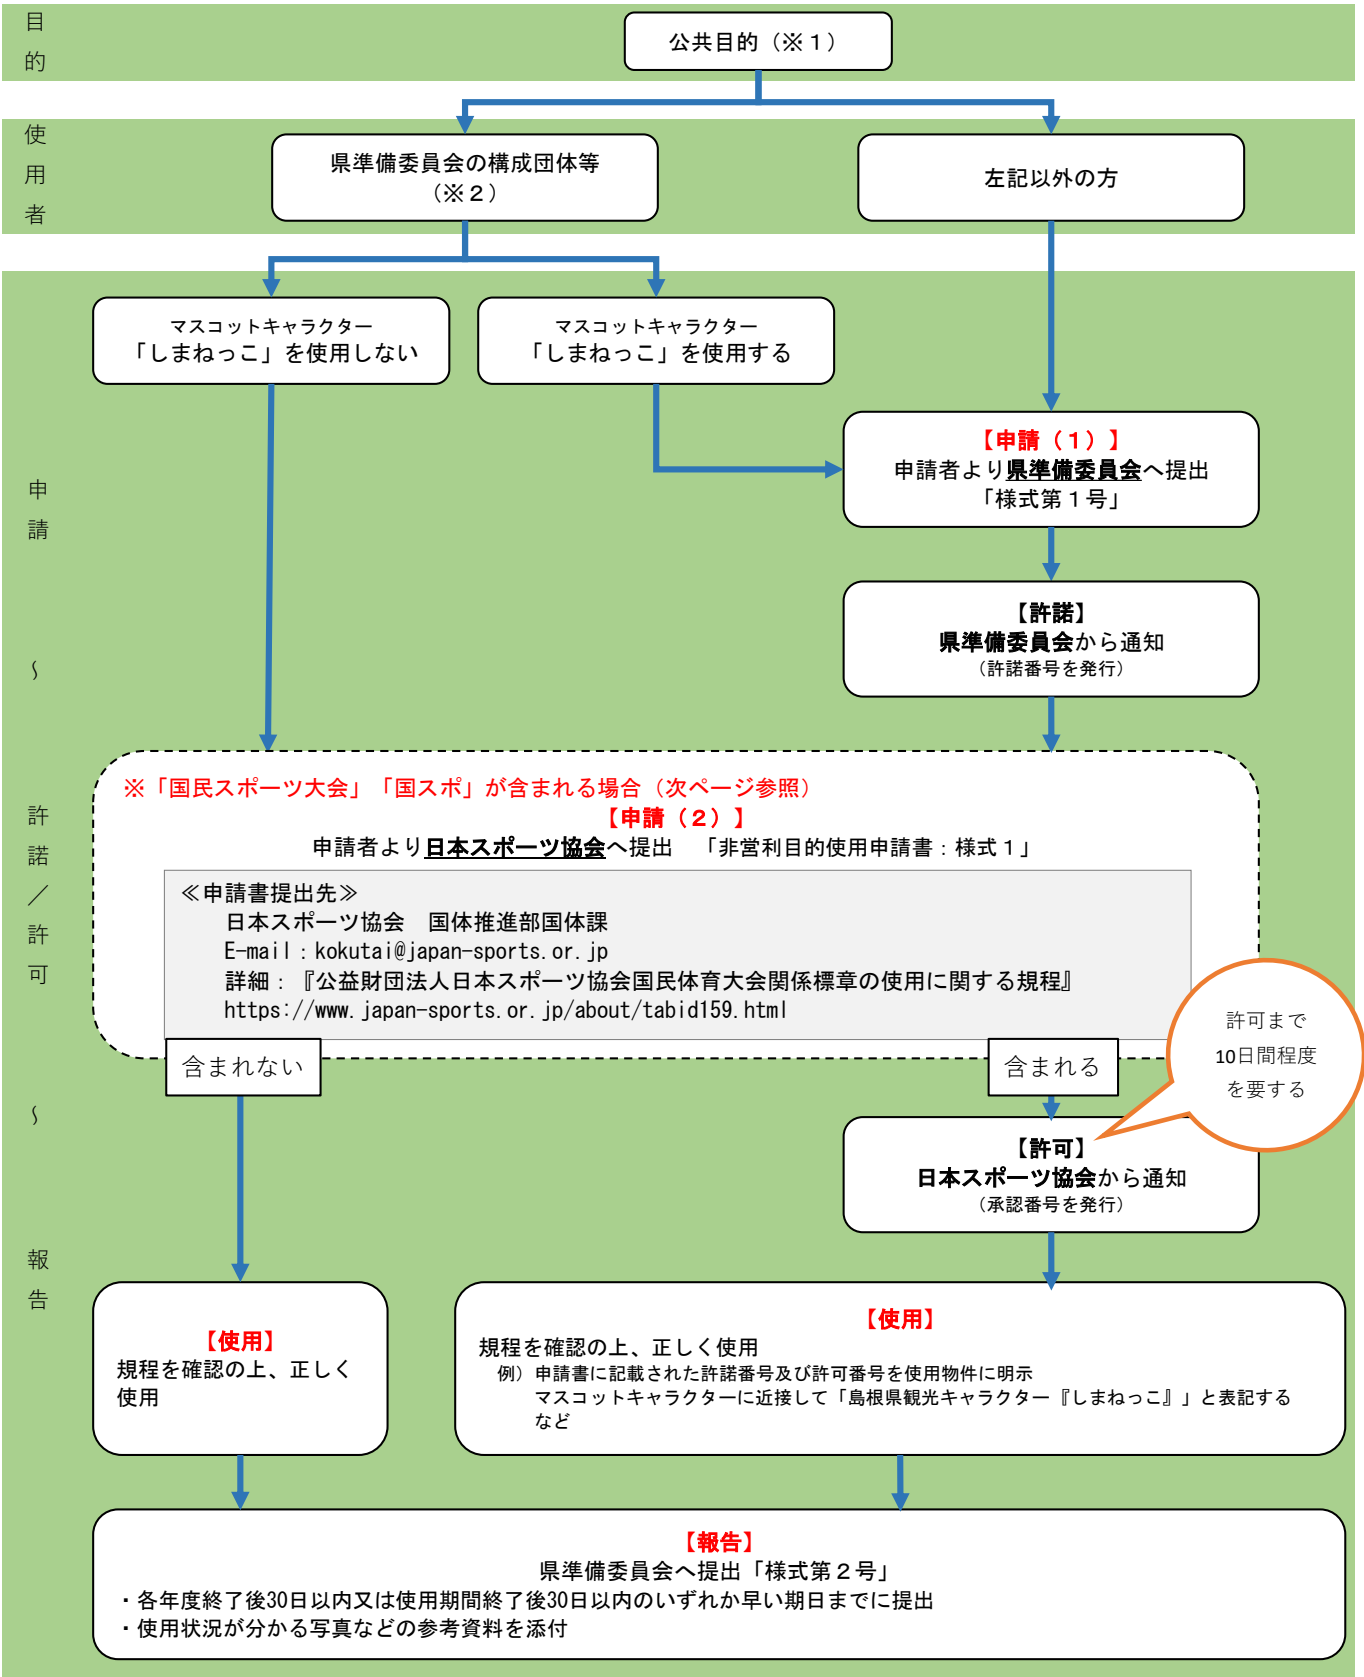 目的
公共目的（※１）
使用者
県準備委員会の構成団体等
（※２）
左記以外の方
申請
～
許諾／許可
～
報告
マスコットキャラクター
「しまねっこ」を使用しない
マスコットキャラクター
「しまねっこ」を使用する
【申請（１）】
申請者より県準備委員会へ提出
「様式第１号」
【許諾】
県準備委員会から通知
（許諾番号を発行）
※「国民スポーツ大会」「国スポ」が含まれる場合（次ページ参照）
【申請（２）】
申請者より日本スポーツ協会へ提出　「非営利目的使用申請書：様式１」
≪申請書提出先≫
日本スポーツ協会　国体推進部国体課
E-mail：kokutai@japan-sports.or.jp
詳細：『公益財団法人日本スポーツ協会国民体育大会関係標章の使用に関する規程』
https://www.japan-sports.or.jp/about/tabid159.html
許可まで
10日間程度
を要する
含まれない
含まれる
【許可】
日本スポーツ協会から通知
（承認番号を発行）
【使用】
規程を確認の上、正しく
使用
【使用】
規程を確認の上、正しく使用
例）申請書に記載された許諾番号及び許可番号を使用物件に明示
マスコットキャラクターに近接して「島根県観光キャラクター『しまねっこ』」と表記する
など
【報告】
県準備委員会へ提出「様式第２号」
・各年度終了後30日以内又は使用期間終了後30日以内のいずれか早い期日までに提出
・使用状況が分かる写真などの参考資料を添付